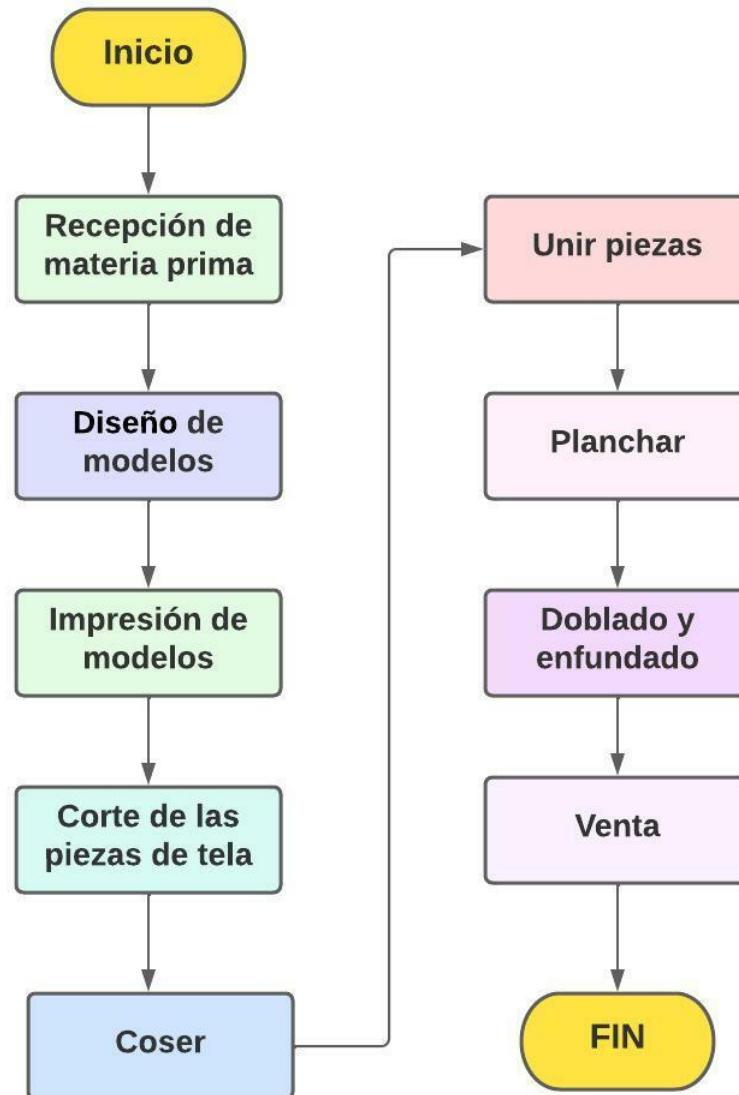 Inicio
Recepción de
materia prima
Diseño de
modelos
Impresión de
modelos
Corte de las
piezas de tela
Coser
Unir piezas
Planchar
Doblado y
enfundado
Venta
FIN